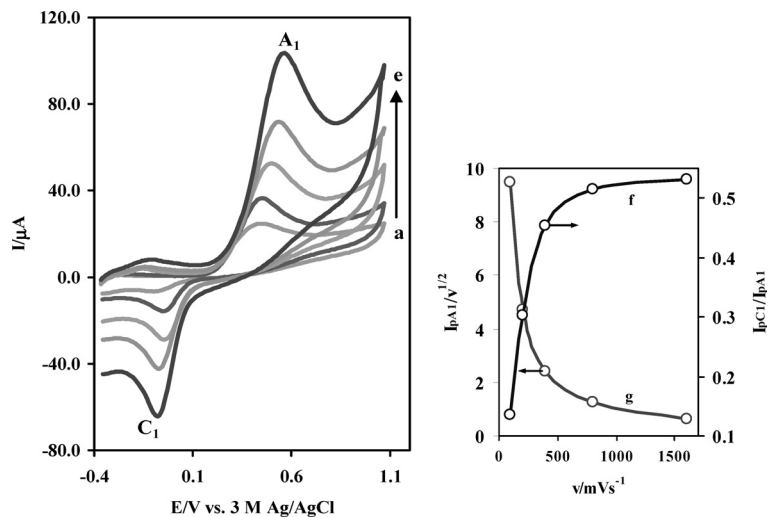 120.0
80.0
40.0
0.0
-40.0
-80.0
I/µA
A₁
e
a
C₁
-0.4
0.1
0.6
1.1
E/V vs. 3 M Ag/AgCl
10
8
6
4
2
0
IpA1/v^1/2
f
g
0.5
0.4
0.3
0.2
0.1
IpC1/IpA1
0
500
1000
1500
v/mVs⁻¹